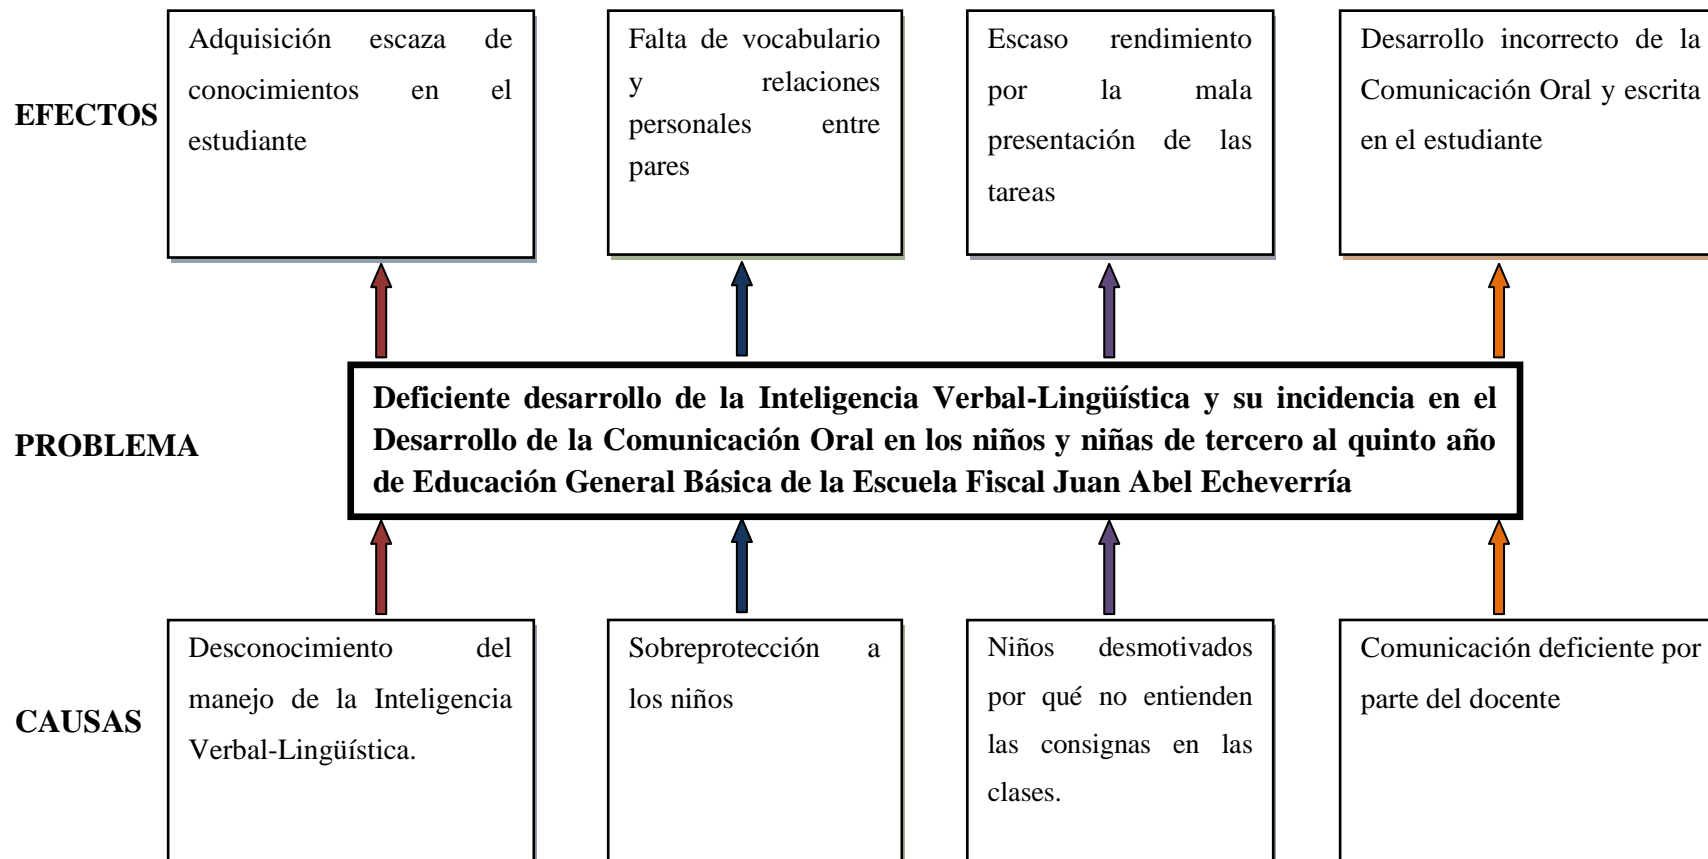 EFECTOS
Adquisición escaza de
conocimientos en el
estudiante
Falta de vocabulario
y relaciones
personales entre
pares
Escaso rendimiento
por la mala
presentación de las
tareas
Desarrollo incorrecto de la
Comunicación Oral y escrita
en el estudiante
PROBLEMA
Deficiente desarrollo de la Inteligencia Verbal-Lingüística y su incidencia en el
Desarrollo de la Comunicación Oral en los niños y niñas de tercero al quinto año
de Educación General Básica de la Escuela Fiscal Juan Abel Echeverría
CAUSAS
Desconocimiento del
manejo de la Inteligencia
Verbal-Lingüística.
Sobreprotección a
los niños
Niños desmotivados
por qué no entienden
las consignas en las
clases.
Comunicación deficiente por
parte del docente